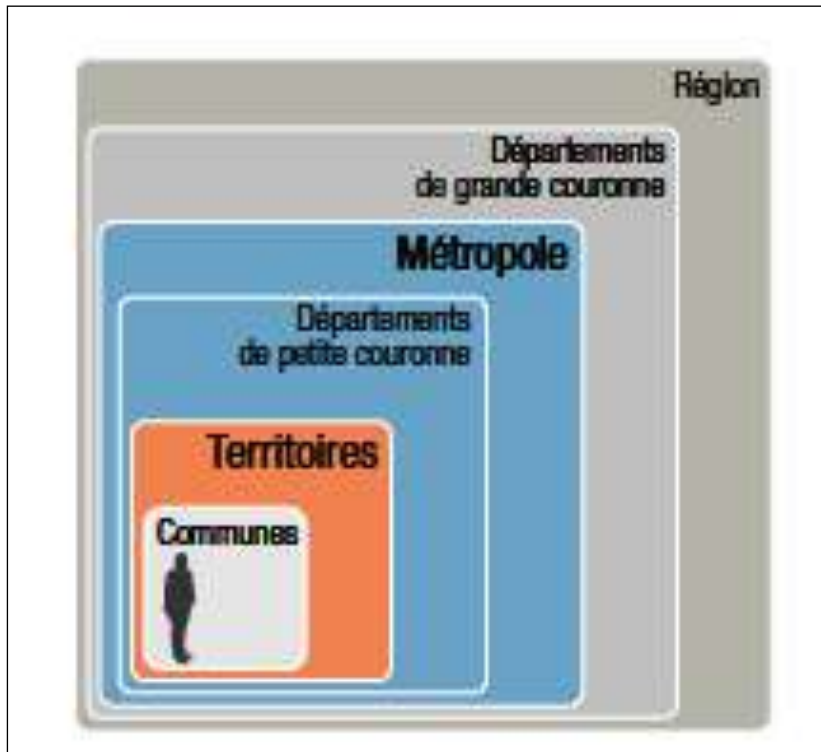 Région
Départements
de grande couronne
Métropole
Départements
de petite couronne
Territoires
Communes